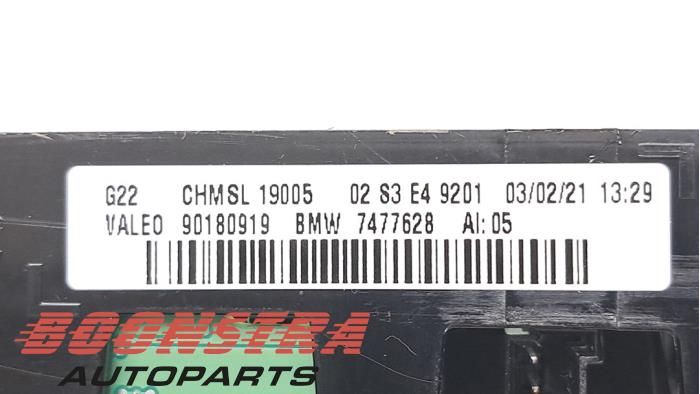 G22 CHMSL 19005 02 S3 E4 9201 03/02/21 13:29
VALEO 90180919 BMW 7477628 AI: 05
BOONSTRA
AUTOPARTS